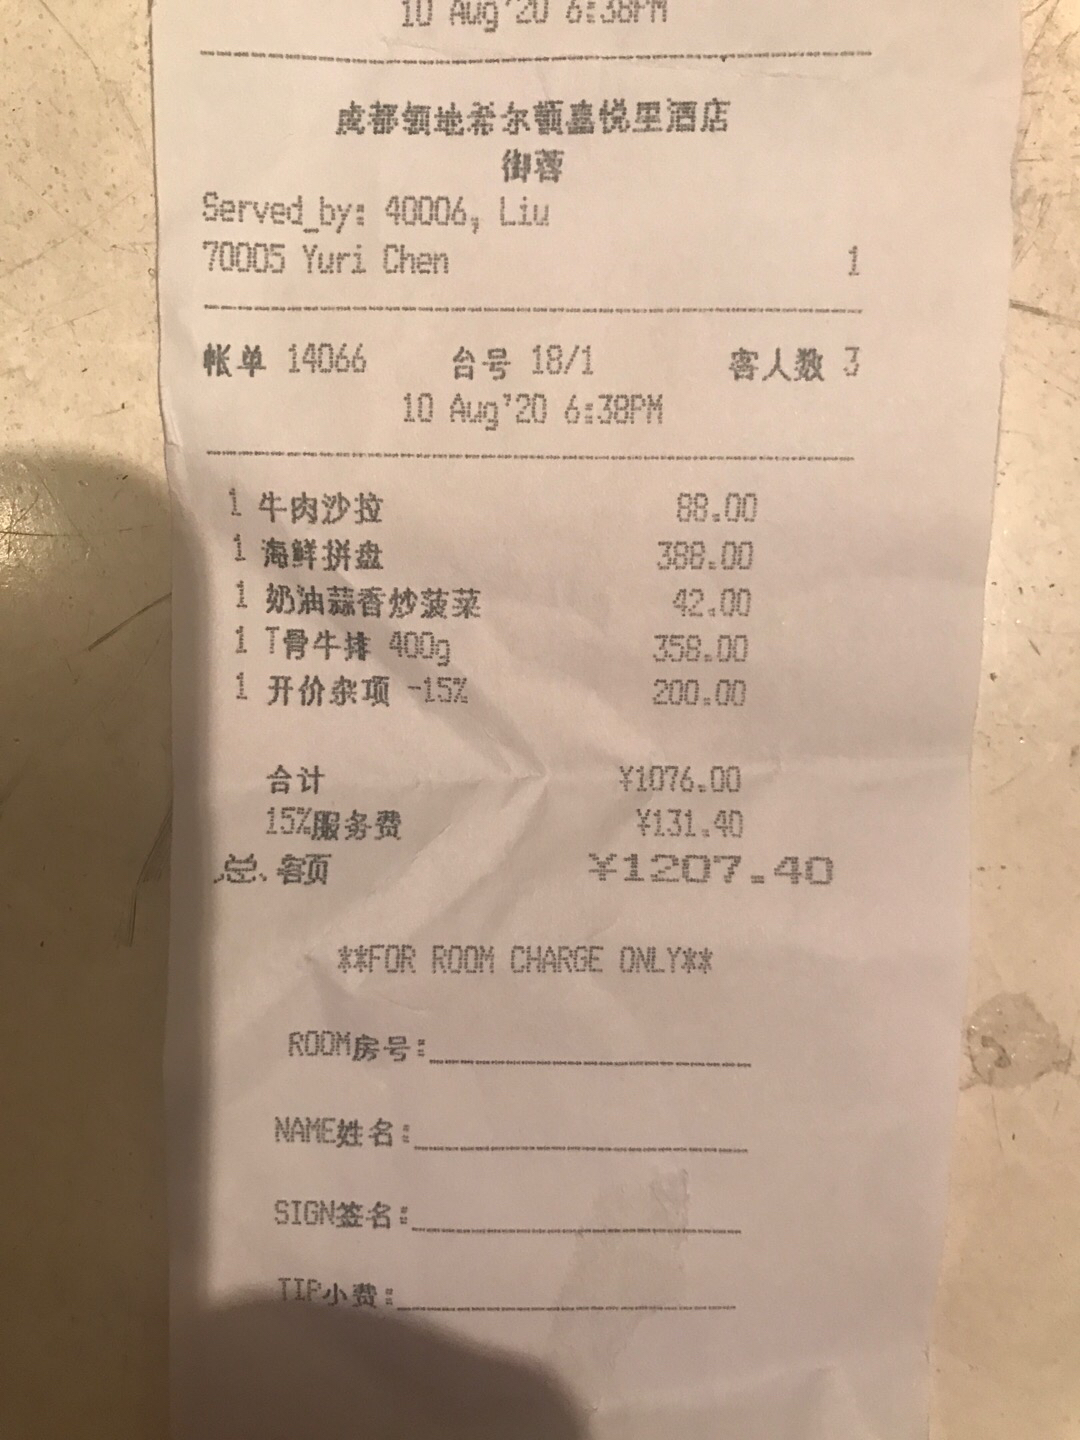 10 Aug'20 6:38PM
成都领地希尔顿嘉悦里酒店
御蓉
Served_by: 40006, Liu
70005 Yuri Chen 1
帐单 14066 台号 18/1 客人数 3
10 Aug'20 6:38PM
1 牛肉沙拉 88.00
1 海鲜拼盘 388.00
1 奶油蒜香炒菠菜 42.00
1 T骨牛排 400g 358.00
1 开价杂项 -15% 200.00
合计 ¥1076.00
15%服务费 ¥131.40
总额 ¥1207.40
**FOR ROOM CHARGE ONLY**
ROOM房号:
NAME姓名:
SIGN签名:
TIP小费: